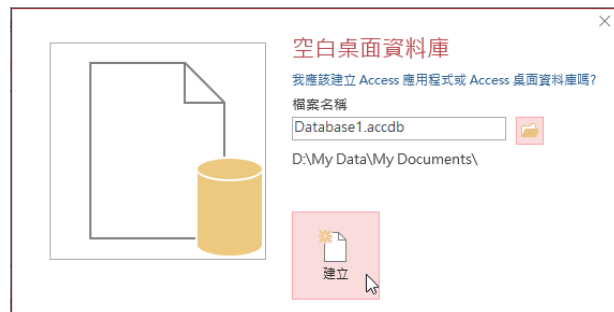 空白桌面資料庫
我應該建立 Access 應用程式或 Access 桌面資料庫嗎?
檔案名稱
Database1.accdb
D:\My Data\My Documents\
建立